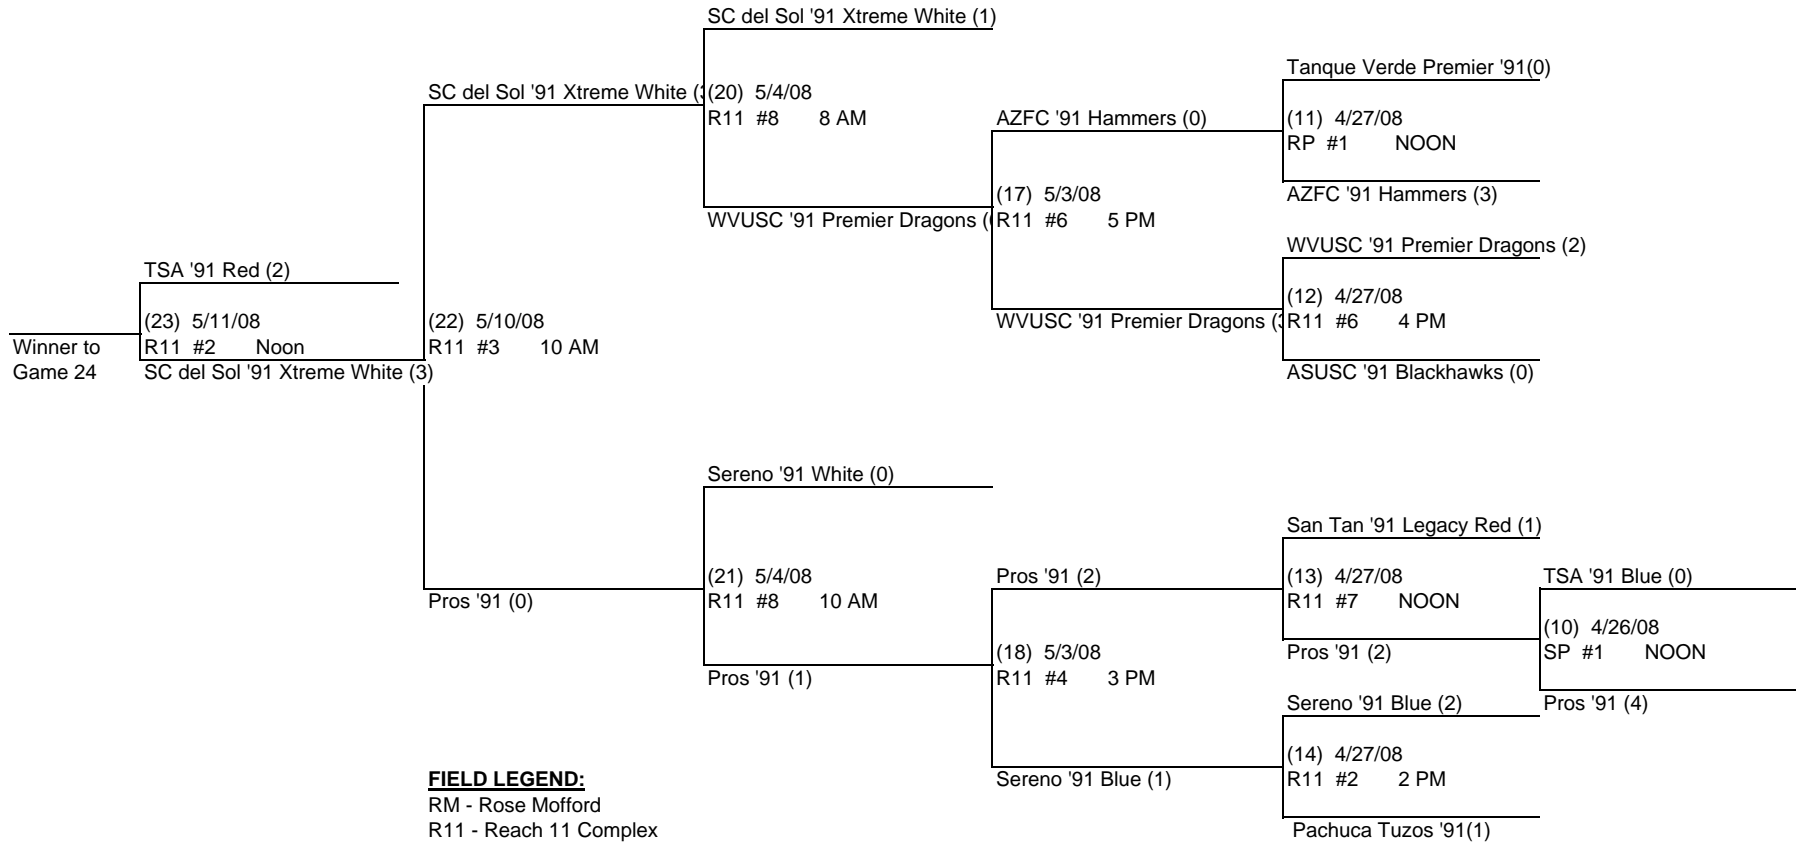 SC del Sol '91 Xtreme White (1)
Tanque Verde Premier '91(0)
SC del Sol '91 Xtreme White (
(20) 5/4/08
R11 #8 8 AM
AZFC '91 Hammers (0)
(11) 4/27/08
RP #1 NOON
AZFC '91 Hammers (3)
(17) 5/3/08
R11 #6 5 PM
WVUSC '91 Premier Dragons (
WVUSC '91 Premier Dragons (2)
TSA '91 Red (2)
(12) 4/27/08
R11 #6 4 PM
WVUSC '91 Premier Dragons (
(23) 5/11/08
R11 #2 Noon
(22) 5/10/08
R11 #3 10 AM
Winner to
Game 24
SC del Sol '91 Xtreme White (3)
ASUSC '91 Blackhawks (0)
Sereno '91 White (0)
San Tan '91 Legacy Red (1)
(21) 5/4/08
R11 #8 10 AM
Pros '91 (2)
(13) 4/27/08
R11 #7 NOON
TSA '91 Blue (0)
Pros '91 (0)
(10) 4/26/08
SP #1 NOON
(18) 5/3/08
R11 #4 3 PM
Pros '91 (2)
Pros '91 (1)
Sereno '91 Blue (2)
Pros '91 (4)
(14) 4/27/08
R11 #2 2 PM
Sereno '91 Blue (1)
Pachuca Tuzos '91(1)
FIELD LEGEND:
RM - Rose Mofford
R11 - Reach 11 Complex